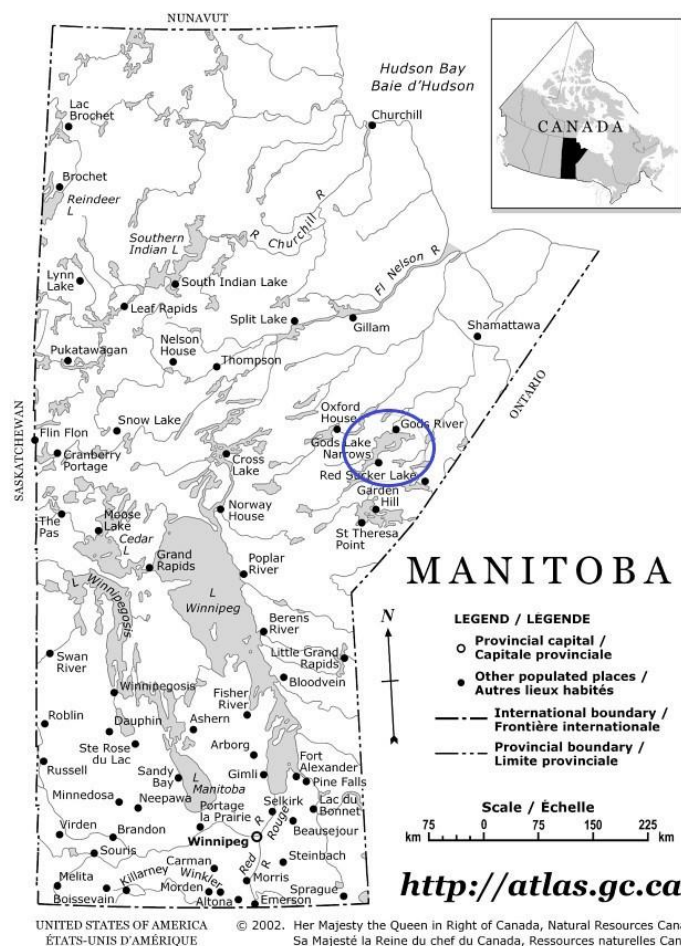 NUNAVUT
Hudson Bay
Baie d'Hudson
CANADA
Lac
Brochet
Churchill
Brochet
Reindeer
L
Southern
Indian L
R Churchill R
Fl Nelson R
Lynn
Lake
South Indian Lake
Leaf Rapids
Split Lake
Gillam
Shamattawa
Pukatawagan
Nelson
House
Thompson
ONTARIO
SASKATCHEWAN
Flin Flon
Snow Lake
Cranberry
Portage
Oxford
House
Gods River
Gods Lake
Narrows
Cross
Lake
Red Sucker Lake
Garden
Hill
The
Pas
Moose
Lake
Norway
House
St Theresa
Point
Cedar
L
Grand
Rapids
Poplar
River
L Winnipegosis
L
Winnipeg
MANITOBA
N
Berens
River
Swan
River
Little Grand
Rapids
Bloodvein
Winnipegosis
Fisher
River
Roblin
Dauphin
Ashern
Ste Rose
du Lac
Arborg
Russell
Sandy
Bay
L
Manitoba
Gimli
Fort
Alexander
Pine Falls
Minnedosa
Neepawa
Portage
la Prairie
Selkirk
Lac du
Bonnet
Virden
Brandon
Winnipeg
Beausejour
Red R
Rouge R
Souris
Carman
Steinbach
Melita
Killarney
Winkler
Morris
Boissevain
Morden
Altona
Emerson
Sprague
LEGEND / LÉGENDE
Provincial capital /
Capitale provinciale
Other populated places /
Autres lieux habités
International boundary /
Frontière internationale
Provincial boundary /
Limite provinciale
Scale / Échelle
75 0 75 150 225
km km
http://atlas.gc.ca
UNITED STATES OF AMERICA
ÉTATS-UNIS D'AMÉRIQUE
© 2002. Her Majesty the Queen in Right of Canada, Natural Resources Cana
Sa Majesté la Reine du chef du Canada, Ressources naturelles Cana